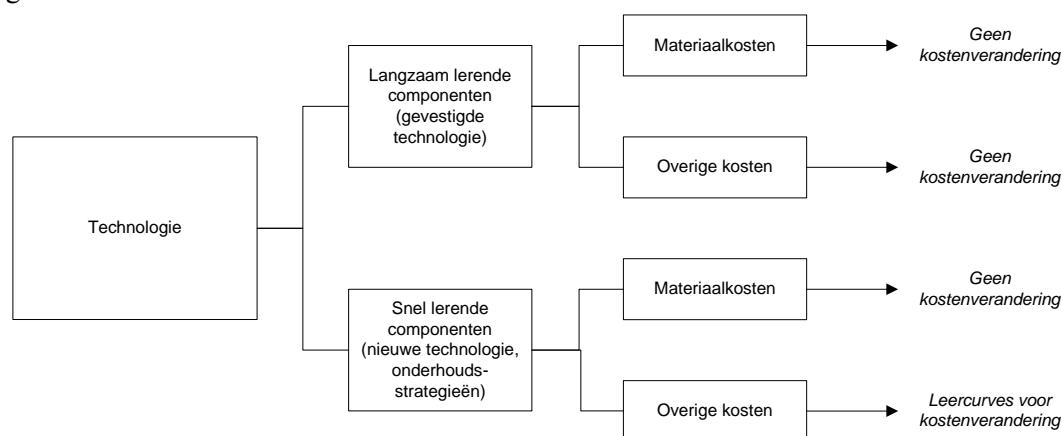 g
Technologie
Langzaam lerende
componenten
(gevestigde
technologie)
Materiaalkosten
Geen
kostenverandering
Overige kosten
Geen
kostenverandering
Snel lerende
componenten
(nieuwe technologie,
onderhouds-
strategieën)
Materiaalkosten
Geen
kostenverandering
Overige kosten
Leercurves voor
kostenverandering